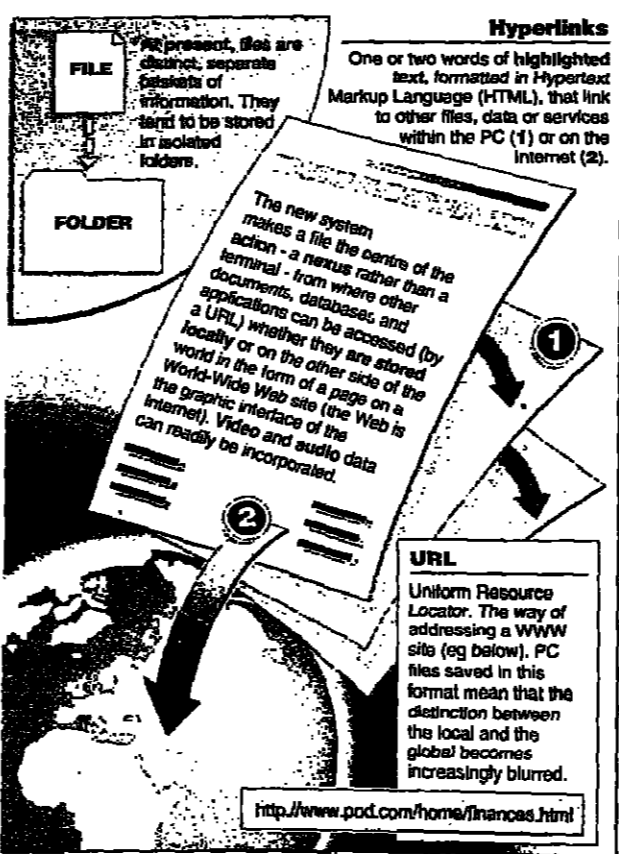 FILE
FOLDER
At present, files are
distinct, separate
baskets of
information. They
tend to be stored
in isolated
folders.
Hyperlinks
One or two words of highlighted
text, formatted in Hypertext
Markup Language (HTML), that link
to other files, data or services
within the PC (1) or on the
internet (2).
The new system
makes a file the centre of the
action - a nexus rather than a
terminal - from where other
documents, databases, and
applications can be accessed (by
a URL) whether they are stored
locally or on the other side of the
world in the form of a page on a
World-Wide Web site (the Web is
the graphic interface of the
Internet). Video and audio data
can readily be incorporated.
1
2
URL
Uniform Resource
Locator. The way of
addressing a WWW
site (eg below). PC
files saved in this
format mean that the
distinction between
the local and the
global becomes
increasingly blurred.
http.//www.pod.com/home/finances.html